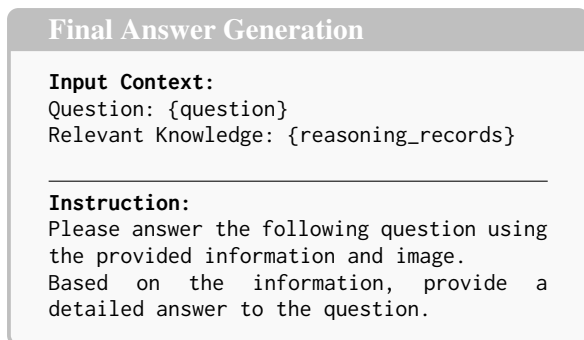 Final Answer Generation
Input Context:
Question: {question}
Relevant Knowledge: {reasoning_records}
Instruction:
Please answer the following question using
the provided information and image.
Based on the information, provide a
detailed answer to the question.